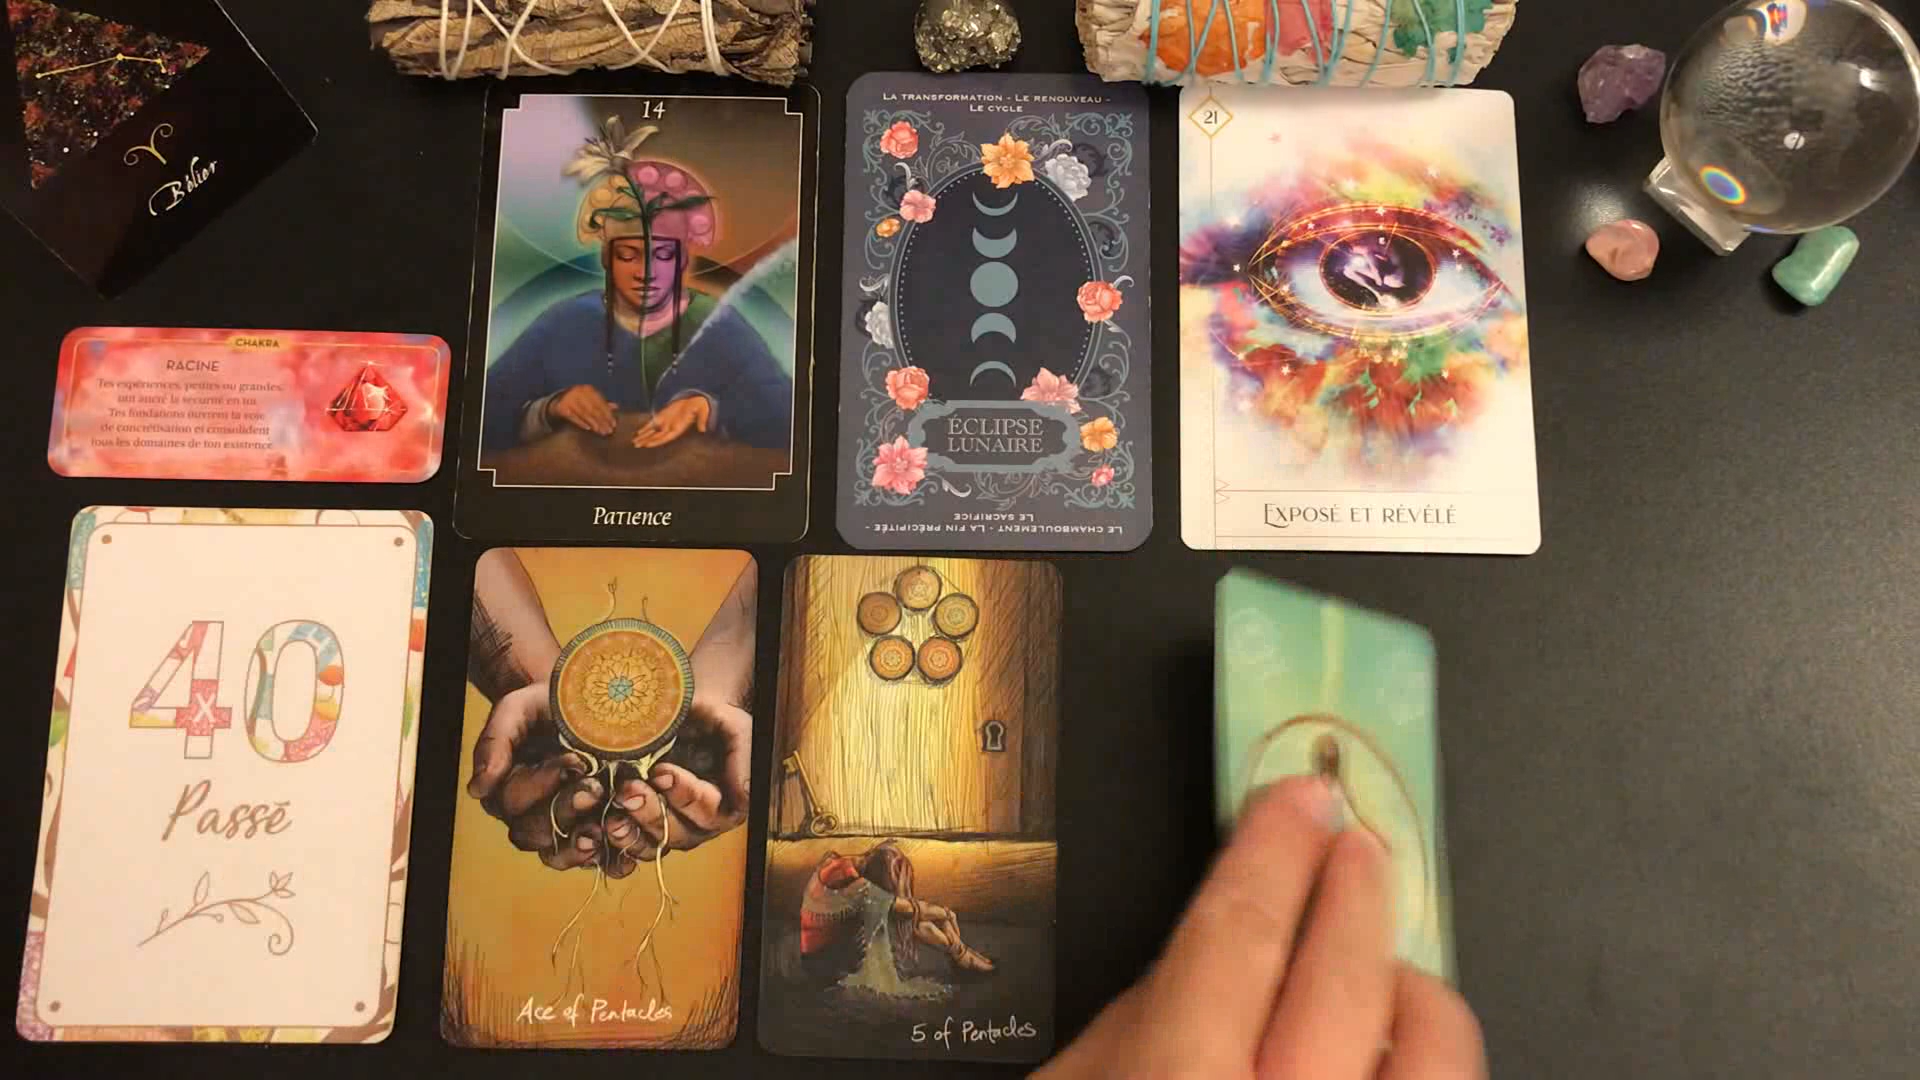 Bélier
CHAKRA
RACINE
Tes expériences, petites ou grandes,
ont ancré la sécurité en toi.
Tes fondations ouvrent ta voie
de concrétisation et consolident
tous les domaines de ton existence.
40
X
Passé
14
Patience
La transformation - Le renouveau -
Le cycle
ECLIPSE
LUNAIRE
Le chamboulement - La fin précipitée -
Le sacrifice
21
Exposé et révélé
Ace of Pentacles
5 of Pentacles